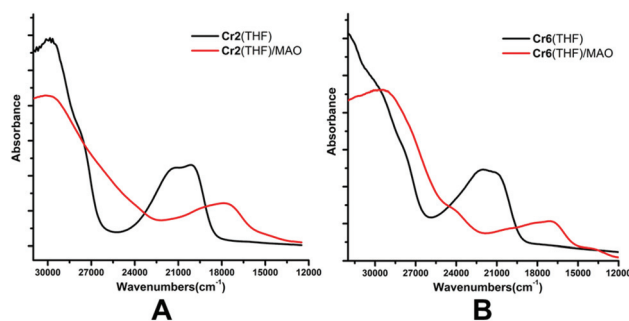 Cr2(THF)
Cr2(THF)/MAO
Absorbance
30000 27000 24000 21000 18000 15000 12000
Wavenumbers(cm-1)
A
Cr6(THF)
Cr6(THF)/MAO
Absorbance
30000 27000 24000 21000 18000 15000 12000
Wavenumbers(cm-1)
B